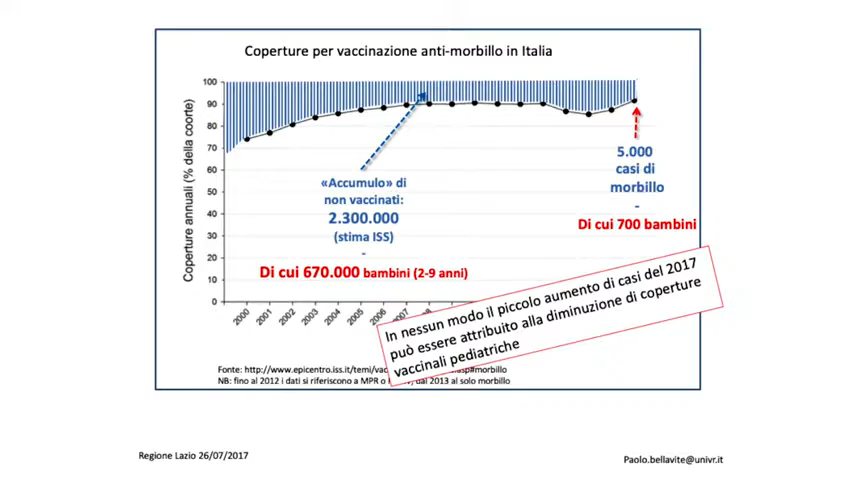 Coperture per vaccinazione anti-morbillo in Italia
Coperture annuali (% della coorte)
100
90
80
70
60
50
40
30
20
10
0
2000
2001
2002
2003
2004
2005
2006
2007
«Accumulo» di
non vaccinati:
2.300.000
(stima ISS)
-
Di cui 670.000 bambini (2-9 anni)
5.000
casi di
morbillo
-
Di cui 700 bambini
In nessun modo il piccolo aumento di casi del 2017
può essere attribuito alla diminuzione di coperture
vaccinali pediatriche
Fonte: http://www.epicentro.iss.it/temi/vac
#morbillo
NB: fino al 2012 i dati si riferiscono a MPR o
dal 2013 al solo morbillo
Regione Lazio 26/07/2017
Paolo.bellavite@univr.it